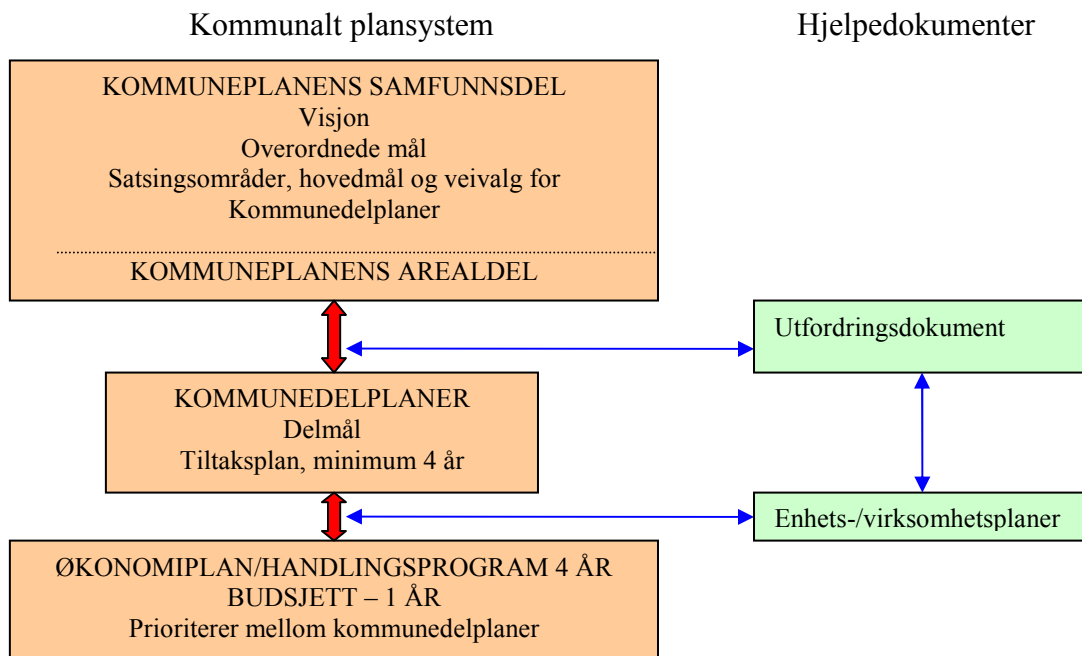 Kommunalt plansystem
Hjelpedokumenter
KOMMUNEPLANENS SAMFUNNSDEL
Visjon
Overordnede mål
Satsingsområder, hovedmål og veivalg for
Kommunedelplaner
KOMMUNEPLANENS AREALDEL
Utfordringsdokument
KOMMUNEDELPLANER
Delmål
Tiltaksplan, minimum 4 år
Enhets-/virksomhetsplaner
ØKONOMIPLAN/HANDLINGSPROGRAM 4 ÅR
BUDSJETT – 1 ÅR
Prioriterer mellom kommunedelplaner